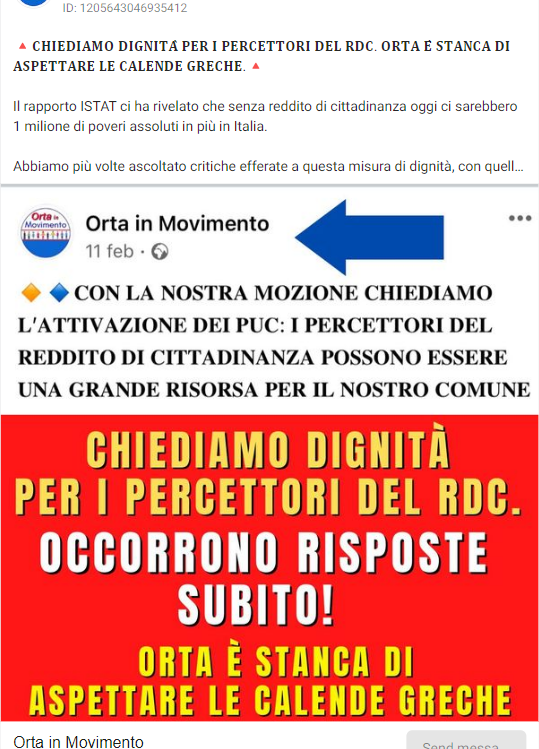 ID: 1205643046935412
🔺 CHIEDIAMO DIGNITÀ PER I PERCETTORI DEL RDC. ORTA È STANCA DI
ASPETTARE LE CALENDE GRECHE. 🔺
Il rapporto ISTAT ci ha rivelato che senza reddito di cittadinanza oggi ci sarebbero
1 milione di poveri assoluti in più in Italia.
Abbiamo più volte ascoltato critiche efferate a questa misura di dignità, con quell...
Orta in
Movimento
Orta in Movimento
11 feb ·
🔶 🔷 CON LA NOSTRA MOZIONE CHIEDIAMO
L'ATTIVAZIONE DEI PUC: I PERCETTORI DEL
REDDITO DI CITTADINANZA POSSONO ESSERE
UNA GRANDE RISORSA PER IL NOSTRO COMUNE
CHIEDIAMO DIGNITÀ
PER I PERCETTORI DEL RDC.
OCCORRONO RISPOSTE
SUBITO!
ORTA È STANCA DI
ASPETTARE LE CALENDE GRECHE
Orta in Movimento
Send messa